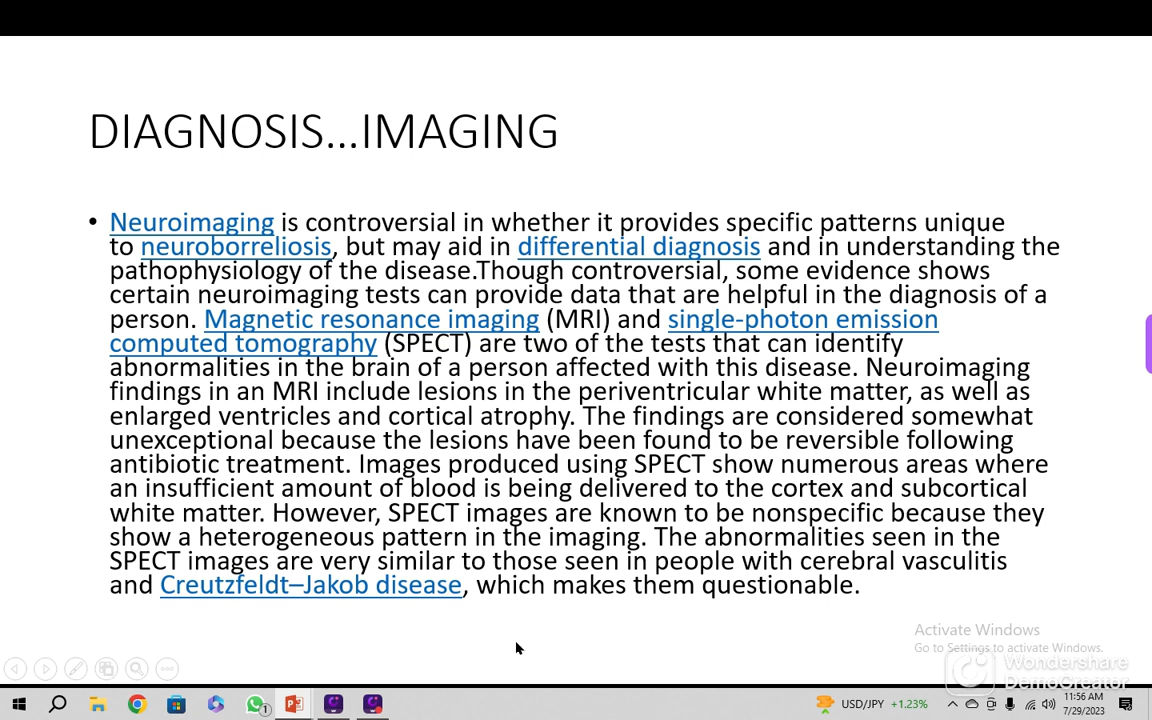 DIAGNOSIS...IMAGING
• Neuroimaging is controversial in whether it provides specific patterns unique
to neuroborreliosis, but may aid in differential diagnosis and in understanding the
pathophysiology of the disease.Though controversial, some evidence shows
certain neuroimaging tests can provide data that are helpful in the diagnosis of a
person. Magnetic resonance imaging (MRI) and single-photon emission
computed tomography (SPECT) are two of the tests that can identify
abnormalities in the brain of a person affected with this disease. Neuroimaging
findings in an MRI include lesions in the periventricular white matter, as well as
enlarged ventricles and cortical atrophy. The findings are considered somewhat
unexceptional because the lesions have been found to be reversible following
antibiotic treatment. Images produced using SPECT show numerous areas where
an insufficient amount of blood is being delivered to the cortex and subcortical
white matter. However, SPECT images are known to be nonspecific because they
show a heterogeneous pattern in the imaging. The abnormalities seen in the
SPECT images are very similar to those seen in people with cerebral vasculitis
and Creutzfeldt–Jakob disease, which makes them questionable.
Activate Windows
Go to Settings to activate Windows.
Wondershare
DemoCreator
1
USD/JPY +1.23%
11:56 AM
7/29/2023